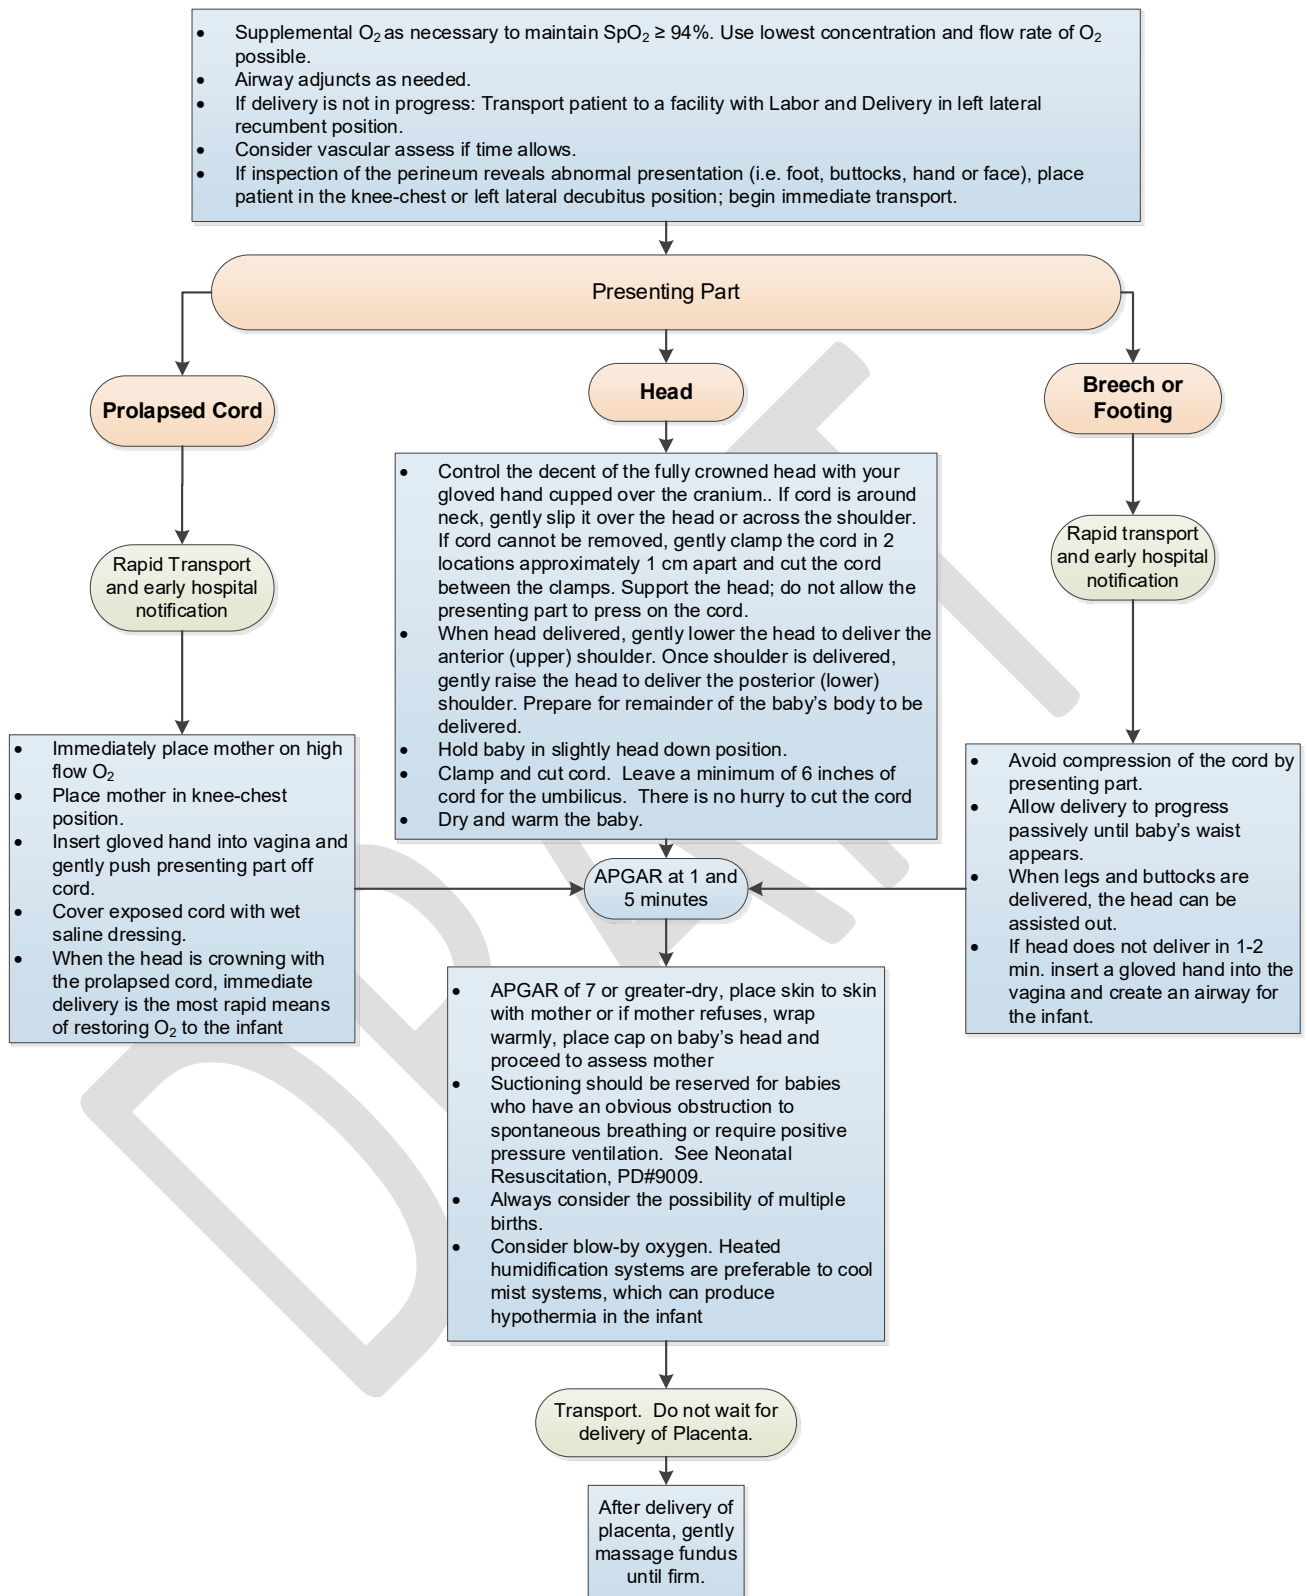 • Supplemental O₂ as necessary to maintain SpO₂ ≥ 94%. Use lowest concentration and flow rate of O₂
possible.
• Airway adjuncts as needed.
• If delivery is not in progress: Transport patient to a facility with Labor and Delivery in left lateral
recumbent position.
• Consider vascular assess if time allows.
• If inspection of the perineum reveals abnormal presentation (i.e. foot, buttocks, hand or face), place
patient in the knee-chest or left lateral decubitus position; begin immediate transport.
Presenting Part
Prolapsed Cord
Rapid Transport
and early hospital
notification
• Immediately place mother on high
flow O₂
• Place mother in knee-chest
position.
• Insert gloved hand into vagina and
gently push presenting part off
cord.
• Cover exposed cord with wet
saline dressing.
• When the head is crowning with
the prolapsed cord, immediate
delivery is the most rapid means
of restoring O₂ to the infant
Head
• Control the decent of the fully crowned head with your
gloved hand cupped over the cranium.. If cord is around
neck, gently slip it over the head or across the shoulder.
If cord cannot be removed, gently clamp the cord in 2
locations approximately 1 cm apart and cut the cord
between the clamps. Support the head; do not allow the
presenting part to press on the cord.
• When head delivered, gently lower the head to deliver the
anterior (upper) shoulder. Once shoulder is delivered,
gently raise the head to deliver the posterior (lower)
shoulder. Prepare for remainder of the baby's body to be
delivered.
• Hold baby in slightly head down position.
• Clamp and cut cord.  Leave a minimum of 6 inches of
cord for the umbilicus.  There is no hurry to cut the cord
• Dry and warm the baby.
Breech or
Footing
Rapid transport
and early hospital
notification
• Avoid compression of the cord by
presenting part.
• Allow delivery to progress
passively until baby's waist
appears.
• When legs and buttocks are
delivered, the head can be
assisted out.
• If head does not deliver in 1-2
min. insert a gloved hand into the
vagina and create an airway for
the infant.
APGAR at 1 and
5 minutes
• APGAR of 7 or greater-dry, place skin to skin
with mother or if mother refuses, wrap
warmly, place cap on baby's head and
proceed to assess mother
• Suctioning should be reserved for babies
who have an obvious obstruction to
spontaneous breathing or require positive
pressure ventilation.  See Neonatal
Resuscitation, PD#9009.
• Always consider the possibility of multiple
births.
• Consider blow-by oxygen. Heated
humidification systems are preferable to cool
mist systems, which can produce
hypothermia in the infant
Transport.  Do not wait for
delivery of Placenta.
After delivery of
placenta, gently
massage fundus
until firm.
DRAFT